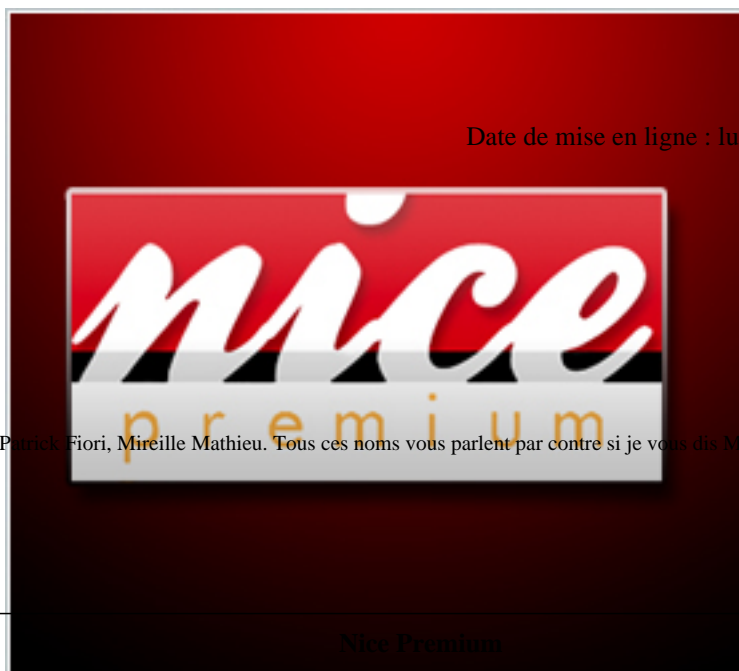 Date de mise en ligne : lu
nice
premium
Patrick Fiori, Mireille Mathieu. Tous ces noms vous parlent par contre si je vous dis M
Nice Premium